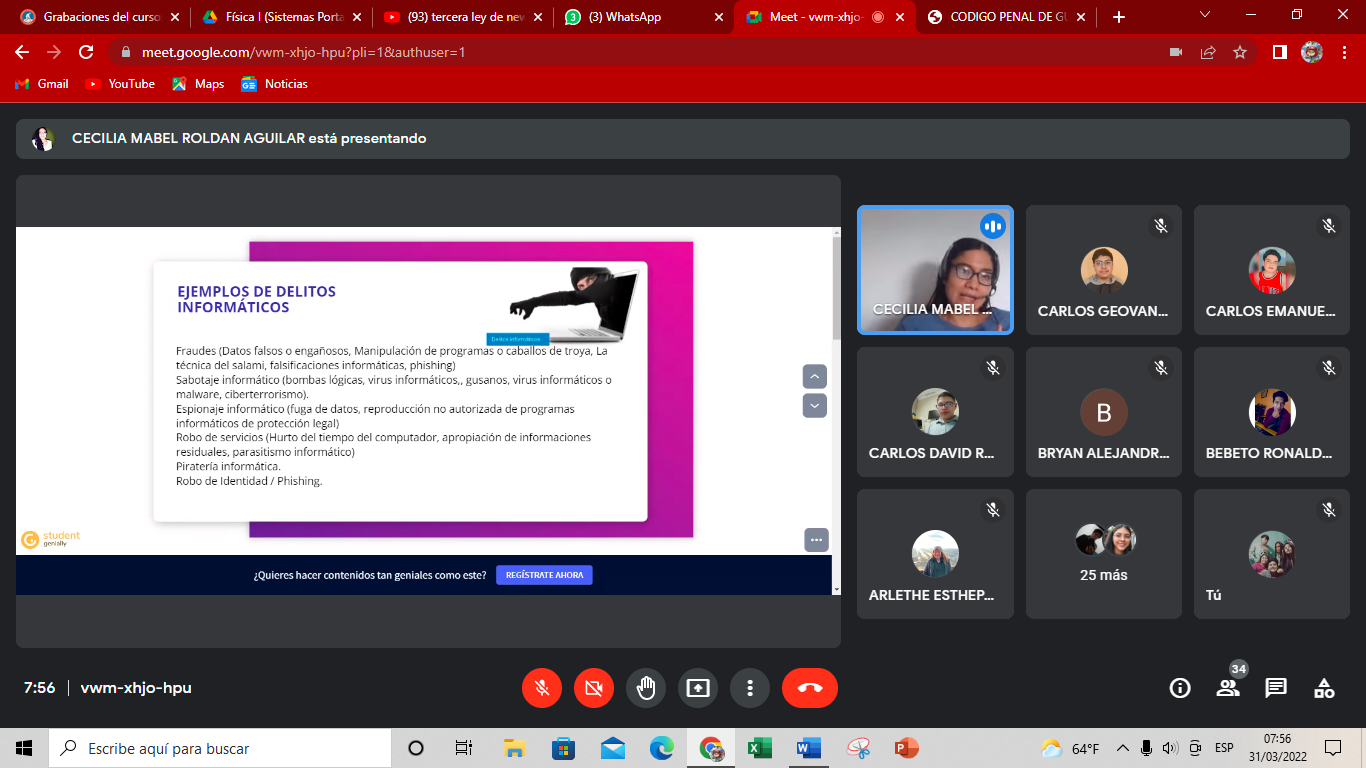 Grabaciones del curso
Física I (Sistemas Porta
(93) tercera ley de new
(3) WhatsApp
Meet - vwm-xhjo-
CODIGO PENAL DE GU
meet.google.com/vwm-xhjo-hpu?pli=1&authuser=1
Gmail
YouTube
Maps
Noticias
CECILIA MABEL ROLDAN AGUILAR está presentando
EJEMPLOS DE DELITOS
INFORMÁTICOS
Delitos informáticos
Fraudes (Datos falsos o engañosos, Manipulación de programas o caballos de troya, La
técnica del salami, falsificaciones informáticas, phishing)
Sabotaje informático (bombas lógicas, virus informáticos,, gusanos, virus informáticos o
malware, ciberterrorismo).
Espionaje informático (fuga de datos, reproducción no autorizada de programas
informáticos de protección legal)
Robo de servicios (Hurto del tiempo del computador, apropiación de informaciones
residuales, parasitismo informático)
Piratería informática.
Robo de Identidad / Phishing.
student
genially
¿Quieres hacer contenidos tan geniales como este?
REGÍSTRATE AHORA
CECILIA MABEL ...
CARLOS GEOVAN...
CARLOS EMANUE...
CARLOS DAVID R...
B
BRYAN ALEJANDR...
BEBETO RONALD...
ARLETHE ESTHEP...
25 más
Tú
7:56 | vwm-xhjo-hpu
34
Escribe aquí para buscar
64°F
ESP
07:56
31/03/2022